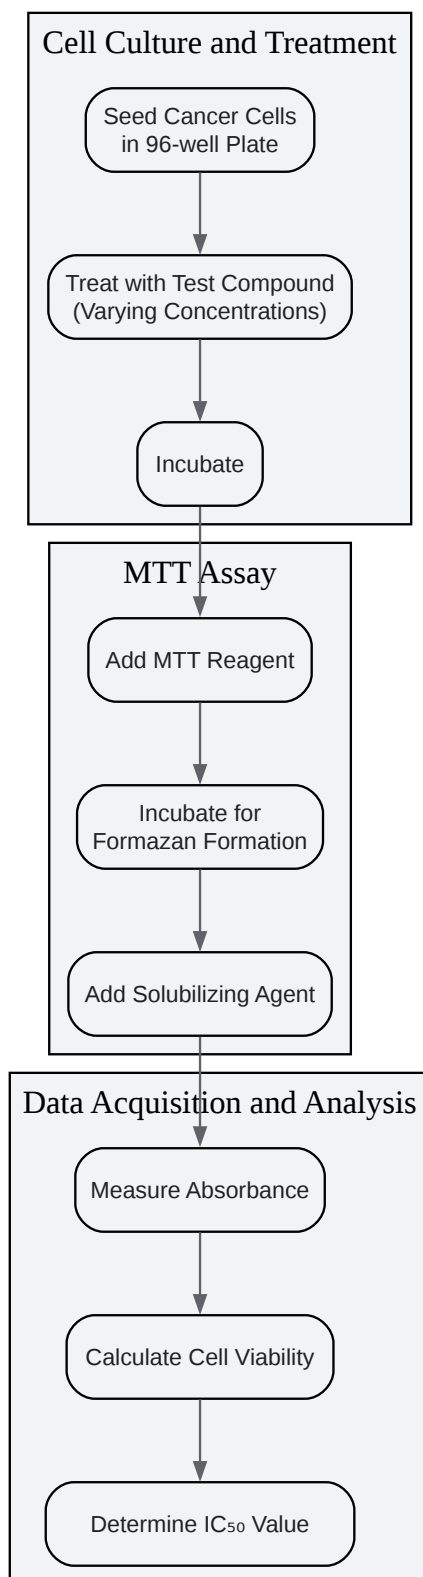 Cell Culture and Treatment
Seed Cancer Cells
in 96-well Plate
Treat with Test Compound
(Varying Concentrations)
Incubate
MTT Assay
Add MTT Reagent
Incubate for
Formazan Formation
Add Solubilizing Agent
Data Acquisition and Analysis
Measure Absorbance
Calculate Cell Viability
Determine IC₅₀ Value